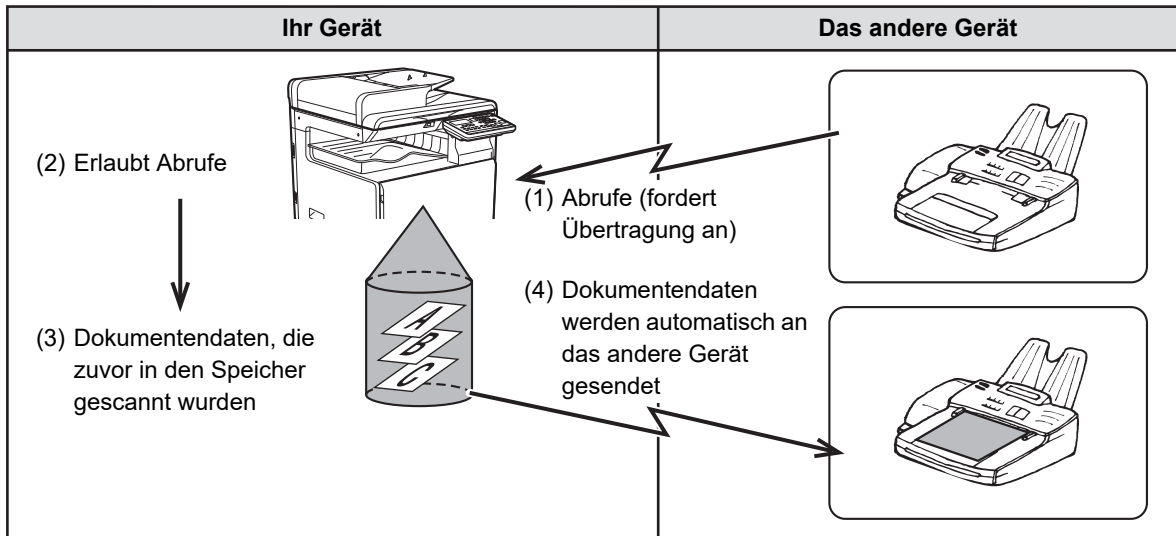 Ihr Gerät
Das andere Gerät
(2) Erlaubt Abrufe
(1) Abrufe (fordert
Übertragung an)
(3) Dokumentendaten, die
zuvor in den Speicher
gescannt wurden
A
B
C
(4) Dokumentendaten
werden automatisch an
das andere Gerät
gesendet